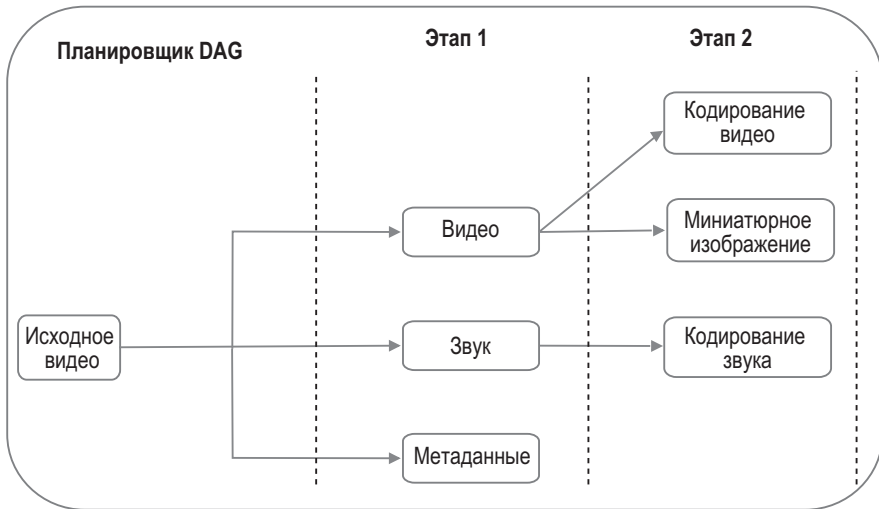 Планировщик DAG
Этап 1
Этап 2
Кодирование
видео
Видео
Миниатюрное
изображение
Исходное
видео
Звук
Кодирование
звука
Метаданные